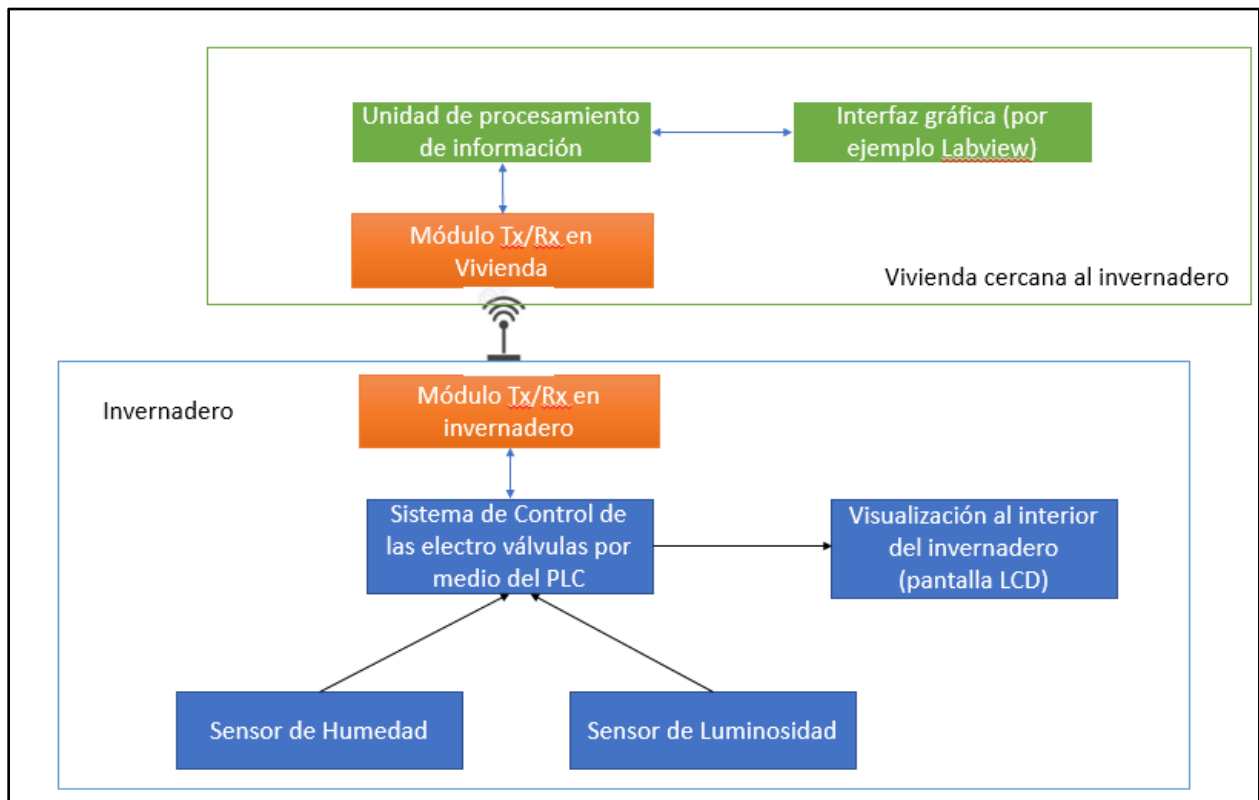 Unidad de procesamiento
de información
Interfaz gráfica (por
ejemplo Labview)
Módulo Tx/Rx en
Vivienda
Vivienda cercana al invernadero
Invernadero
Módulo Tx/Rx en
invernadero
Sistema de Control de
las electro válvulas por
medio del PLC
Visualización al interior
del invernadero
(pantalla LCD)
Sensor de Humedad
Sensor de Luminosidad